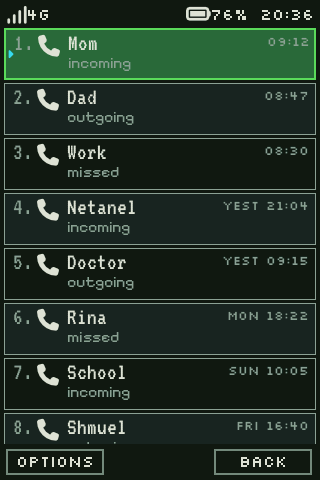 4G 76% 20:36
1. Mom 09:12
incoming
2. Dad 08:47
outgoing
3. Work 08:30
missed
4. Netanel YEST 21:04
incoming
5. Doctor YEST 09:15
outgoing
6. Rina MON 18:22
missed
7. School SUN 10:05
incoming
8. Shmuel FRI 16:40
OPTIONS BACK